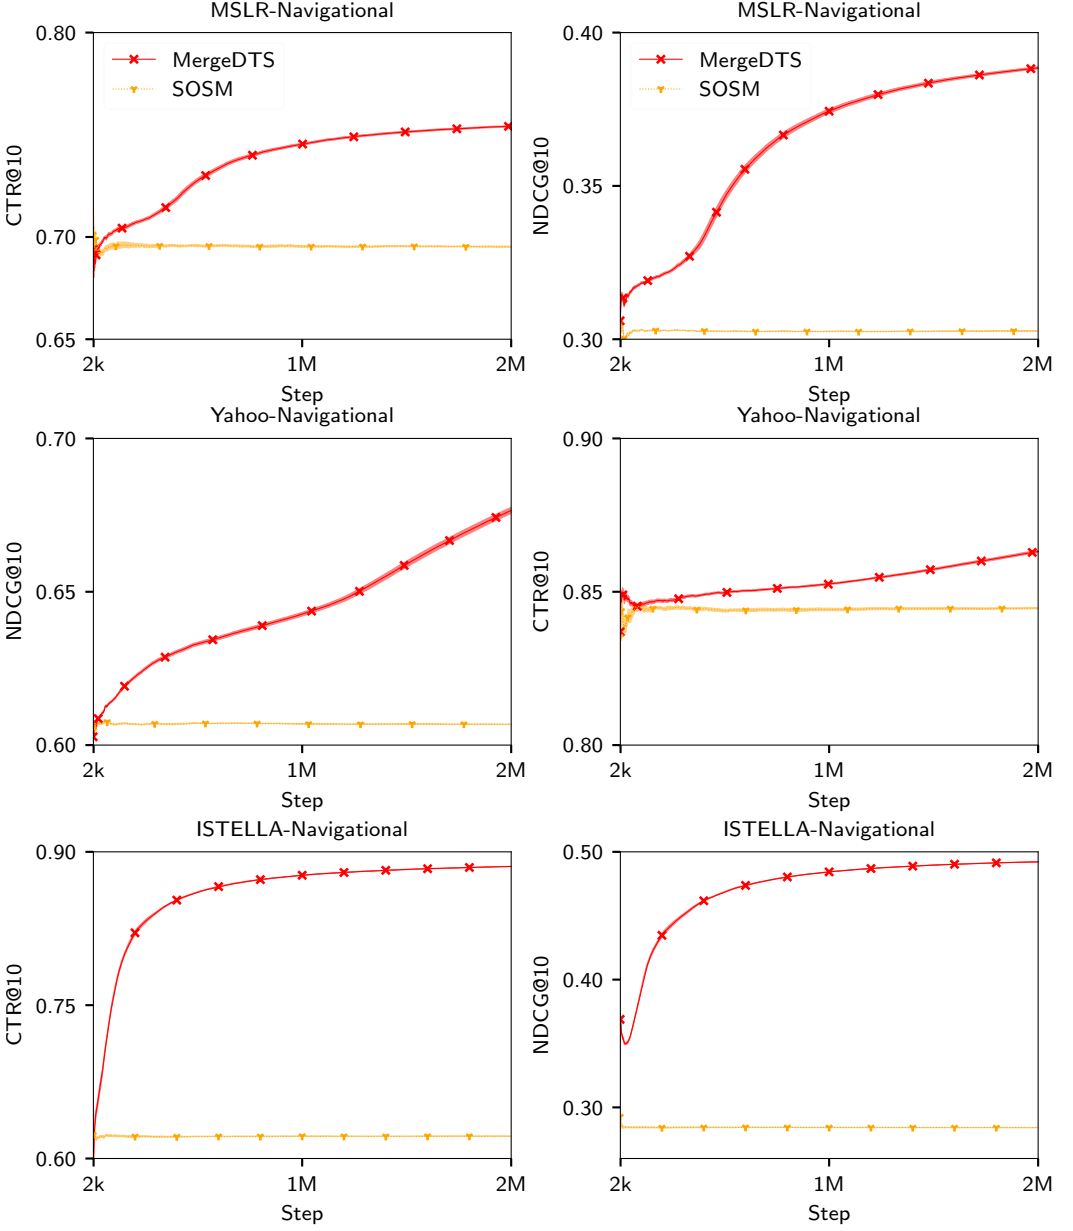 MSLR-Navigational
CTR@10
0.80
0.70
0.65
MergeDTS
SOSM
2k
1M
2M
Step
MSLR-Navigational
NDCG@10
0.40
0.35
0.30
MergeDTS
SOSM
2k
1M
2M
Step
Yahoo-Navigational
NDCG@10
0.70
0.65
0.60
2k
1M
2M
Step
Yahoo-Navigational
CTR@10
0.90
0.85
0.80
2k
1M
2M
Step
ISTELLA-Navigational
CTR@10
0.90
0.75
0.60
2k
1M
2M
Step
ISTELLA-Navigational
NDCG@10
0.50
0.40
0.30
2k
1M
2M
Step